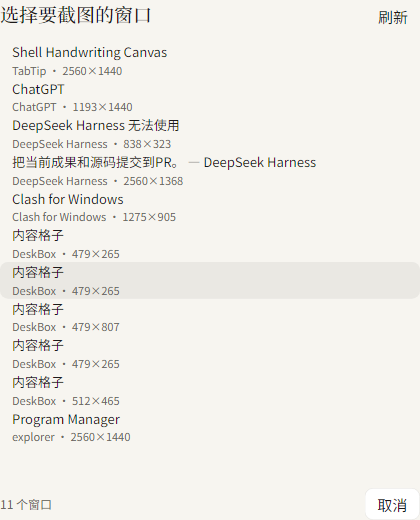 选择要截图的窗口
刷新
Shell Handwriting Canvas
TabTip · 2560×1440
ChatGPT
ChatGPT · 1193×1440
DeepSeek Harness 无法使用
DeepSeek Harness · 838×323
把当前成果和源码提交到PR。 — DeepSeek Harness
DeepSeek Harness · 2560×1368
Clash for Windows
Clash for Windows · 1275×905
内容格子
DeskBox · 479×265
内容格子
DeskBox · 479×265
内容格子
DeskBox · 479×807
内容格子
DeskBox · 479×265
内容格子
DeskBox · 512×465
Program Manager
explorer · 2560×1440
11 个窗口
取消